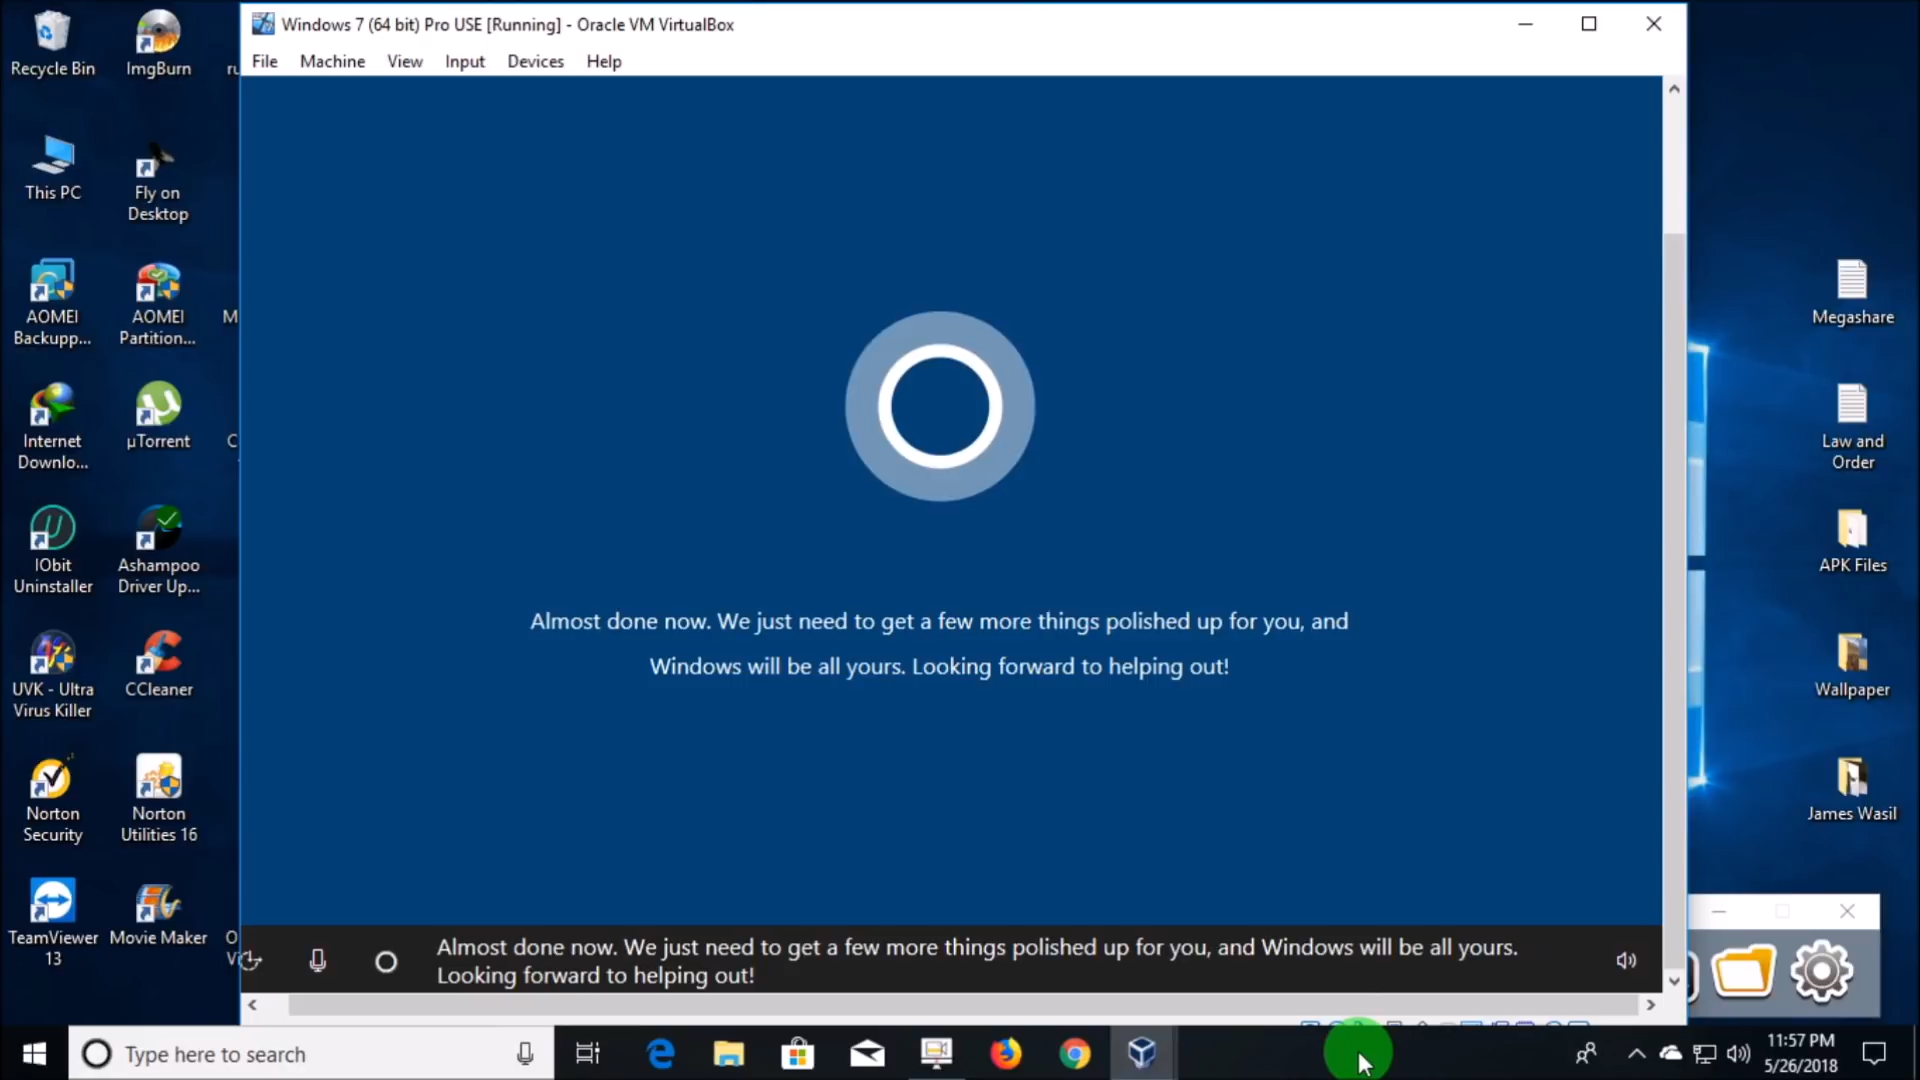 Windows 7 (64 bit) Pro USE [Running] - Oracle VM VirtualBox
File Machine View Input Devices Help
Recycle Bin
ImgBurn
ru
This PC
Fly on
Desktop
AOMEI
Backupp...
AOMEI
Partition...
M
Internet
Downlo...
µTorrent
C
IObit
Uninstaller
Ashampoo
Driver Up...
UVK - Ultra
Virus Killer
CCleaner
Norton
Security
Norton
Utilities 16
TeamViewer
13
Movie Maker
O
V
Almost done now. We just need to get a few more things polished up for you, and
Windows will be all yours. Looking forward to helping out!
Almost done now. We just need to get a few more things polished up for you, and Windows will be all yours.
Looking forward to helping out!
Megashare
Law and
Order
APK Files
Wallpaper
James Wasil
Type here to search
11:57 PM
5/26/2018